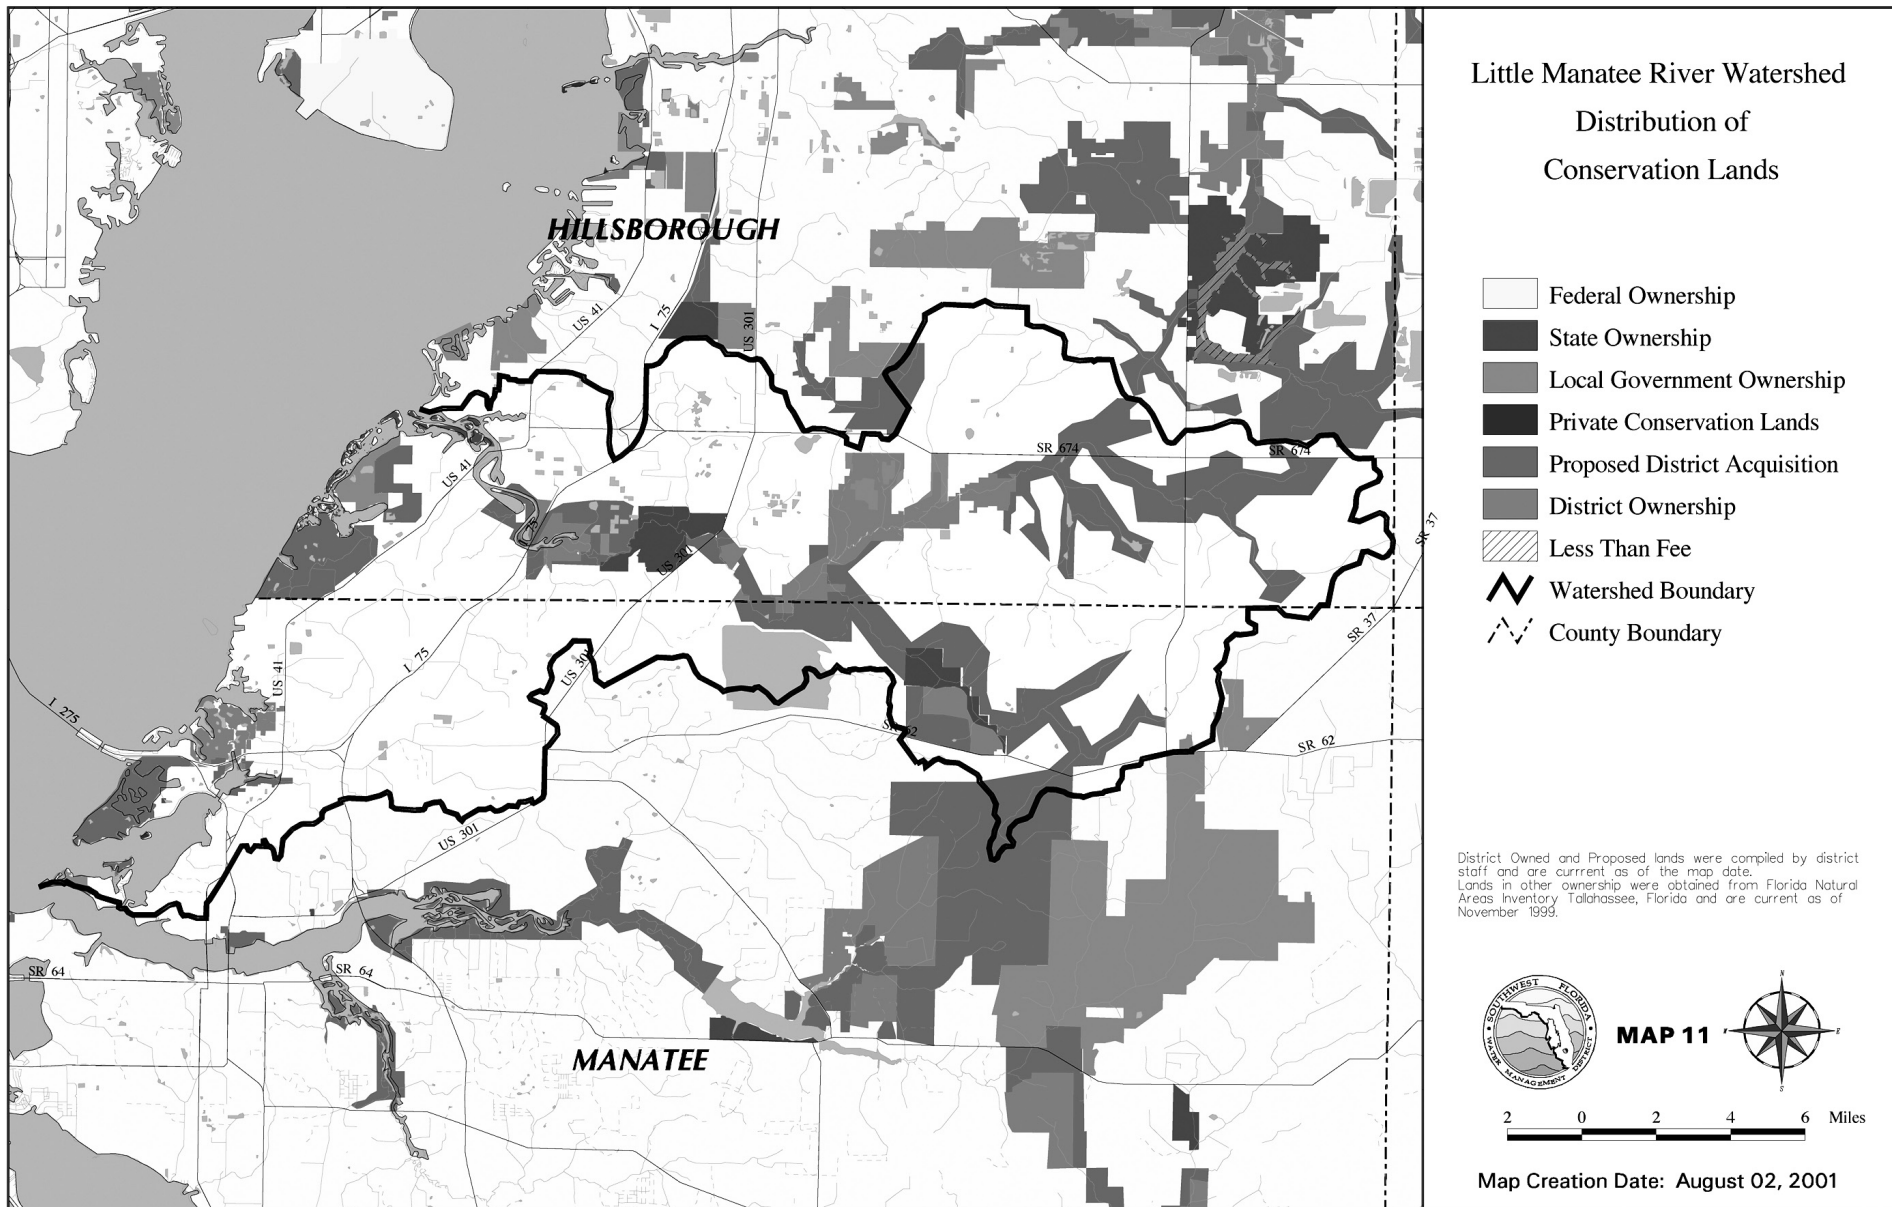 Little Manatee River Watershed
Distribution of
Conservation Lands
Federal Ownership
State Ownership
Local Government Ownership
Private Conservation Lands
Proposed District Acquisition
District Ownership
Less Than Fee
Watershed Boundary
County Boundary
District Owned and Proposed lands were compiled by district
staff and are currrent as of the map date.
Lands in other ownership were obtained from Florida Natural
Areas Inventory Tallahassee, Florida and are current as of
November 1999.
SOUTHWEST FLORIDA
WATER MANAGEMENT DISTRICT
MAP 11
N
E
S
W
2 0 2 4 6 Miles
Map Creation Date: August 02, 2001
HILLSBOROUGH
US 41
I 75
US 301
US 41
SR 674
SR 674
75
US 301
SR 37
SR 37
US 301
I 75
US 41
I 275
SR 62
SR 62
US 301
SR 64
SR 64
MANATEE